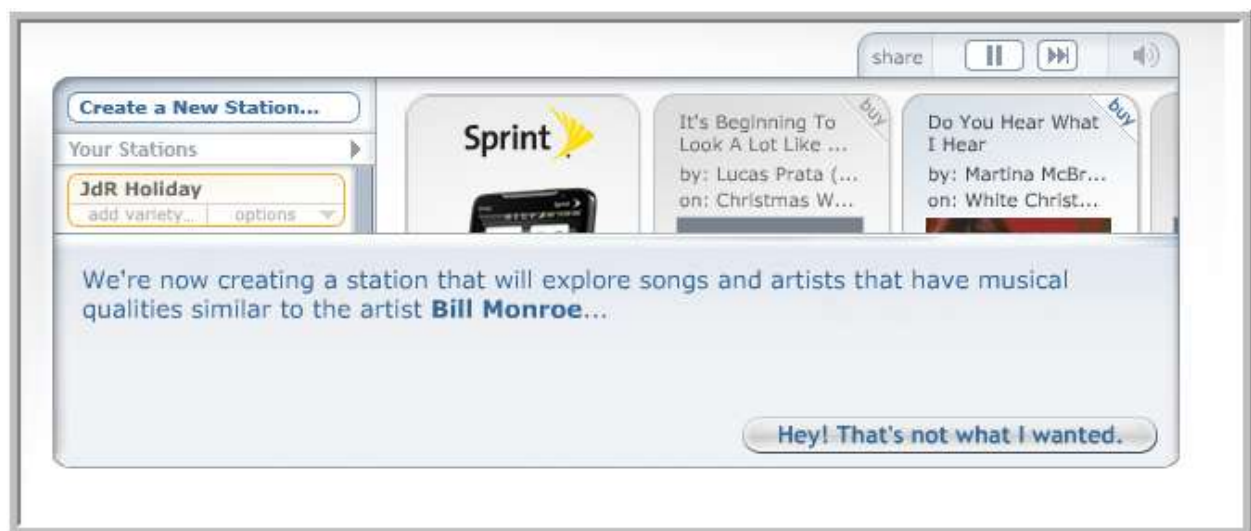 share
Create a New Station...
Your Stations
JdR Holiday
add variety... options
Sprint
buy
It's Beginning To
Look A Lot Like ...
by: Lucas Prata (...
on: Christmas W...
buy
Do You Hear What
I Hear
by: Martina McBr...
on: White Christ...
We're now creating a station that will explore songs and artists that have musical
qualities similar to the artist Bill Monroe...
Hey! That's not what I wanted.